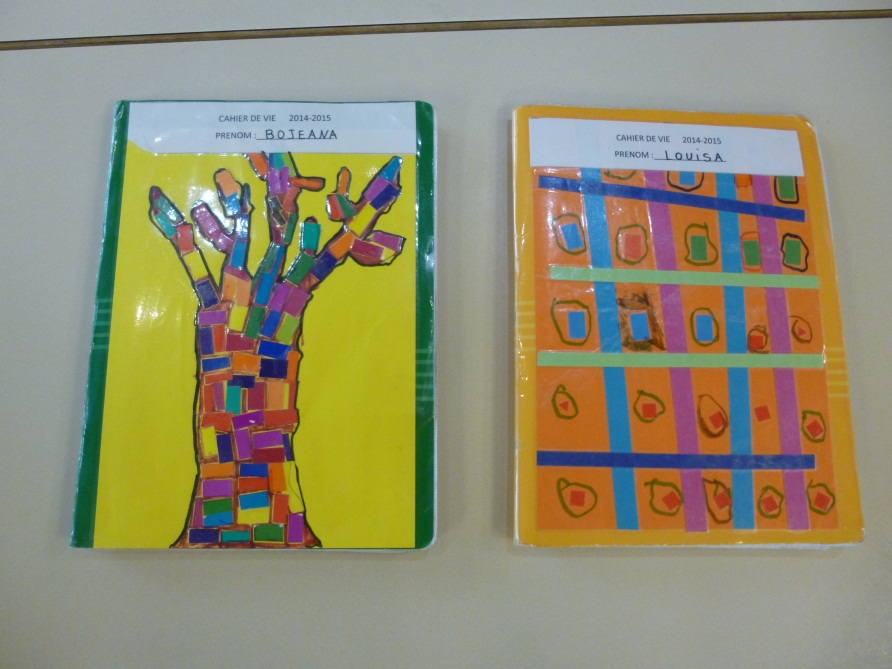 CAHIER DE VIE 2014-2015
PRENOM : BOJEANA
CAHIER DE VIE 2014-2015
PRENOM : LOUiSA